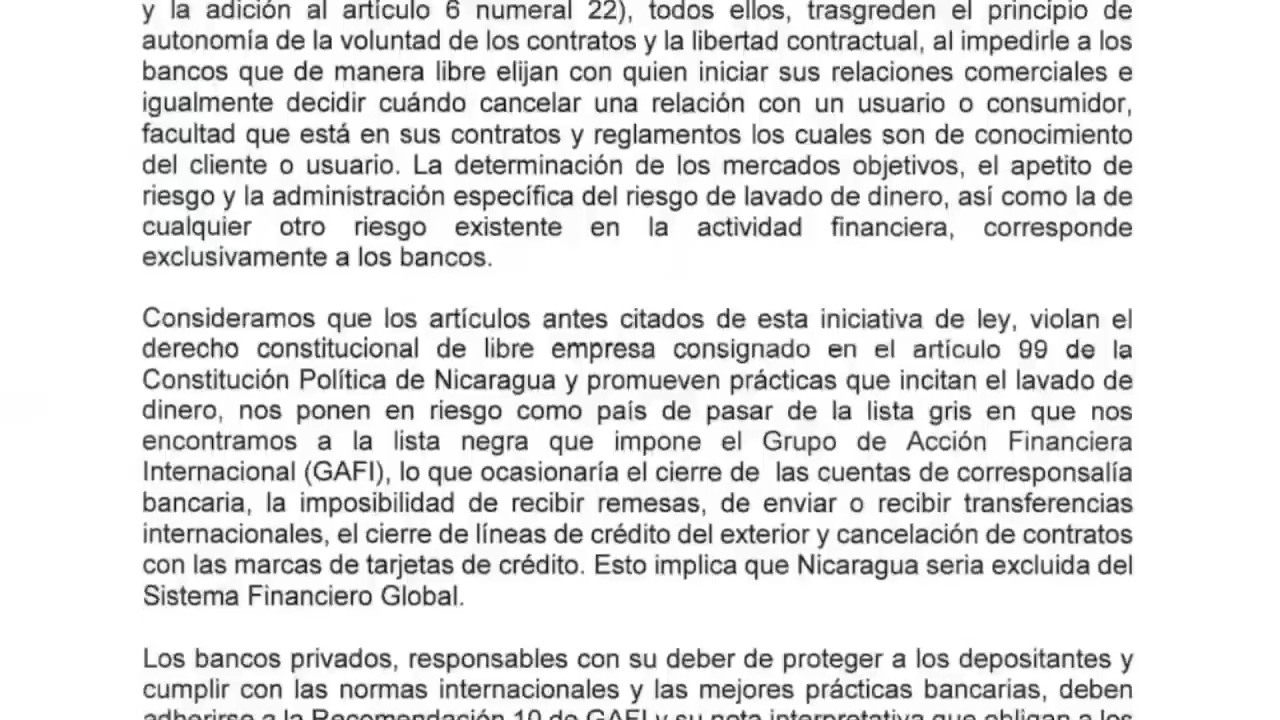 y la adición al artículo 6 numeral 22), todos ellos, trasgreden el principio de
autonomía de la voluntad de los contratos y la libertad contractual, al impedirle a los
bancos que de manera libre elijan con quien iniciar sus relaciones comerciales e
igualmente decidir cuándo cancelar una relación con un usuario o consumidor,
facultad que está en sus contratos y reglamentos los cuales son de conocimiento
del cliente o usuario. La determinación de los mercados objetivos, el apetito de
riesgo y la administración específica del riesgo de lavado de dinero, así como la de
cualquier otro riesgo existente en la actividad financiera, corresponde
exclusivamente a los bancos.
Consideramos que los artículos antes citados de esta iniciativa de ley, violan el
derecho constitucional de libre empresa consignado en el artículo 99 de la
Constitución Política de Nicaragua y promueven prácticas que incitan el lavado de
dinero, nos ponen en riesgo como país de pasar de la lista gris en que nos
encontramos a la lista negra que impone el Grupo de Acción Financiera
Internacional (GAFI), lo que ocasionaría el cierre de las cuentas de corresponsalía
bancaria, la imposibilidad de recibir remesas, de enviar o recibir transferencias
internacionales, el cierre de líneas de crédito del exterior y cancelación de contratos
con las marcas de tarjetas de crédito. Esto implica que Nicaragua seria excluida del
Sistema Financiero Global.
Los bancos privados, responsables con su deber de proteger a los depositantes y
cumplir con las normas internacionales y las mejores prácticas bancarias, deben
adherirse a la Recomendación 10 de GAFI y su nota interpretativa que obligan a los